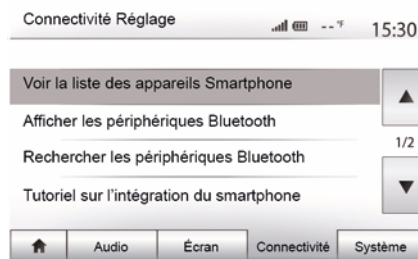 Connectivité Réglage
--°F
15:30
Voir la liste des appareils Smartphone
Afficher les périphériques Bluetooth
1/2
Rechercher les périphériques Bluetooth
Tutoriel sur l'intégration du smartphone
Audio
Écran
Connectivité
Système